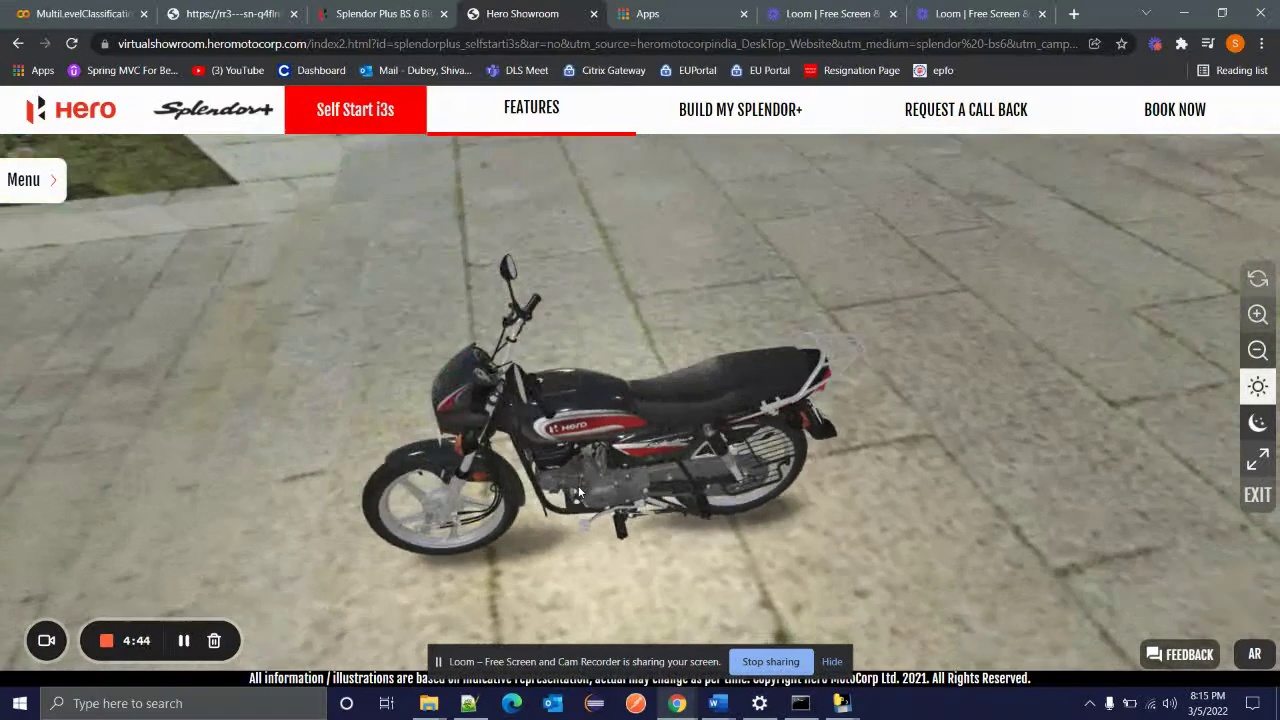 MultiLevelClassificati
https://rr3---sn-q4fln
Splendor Plus BS 6 Bi
Hero Showroom
Apps
Loom | Free Screen &
Loom | Free Screen &
virtualshowroom.heromotocorp.com/index2.html?id=splendorplus_selfstarti3s&at=no&utm_source=heromotocorpindia_DeskTop_Website&utm_medium=splendor%20-bs6&utm_camp...
S
Apps
Spring MVC For Be...
(3) YouTube
Dashboard
Mail - Dubey, Shiva...
DLS Meet
Citrix Gateway
EUPortal
EU Portal
Resignation Page
epfo
Reading list
Hero
Splendor+
Self Start i3s
FEATURES
BUILD MY SPLENDOR+
REQUEST A CALL BACK
BOOK NOW
Menu
HERO
EXIT
4:44
Loom – Free Screen and Cam Recorder is sharing your screen.
Stop sharing
Hide
FEEDBACK
AR
All information / illustrations are based on indicative representation, actual may change as per time. Copyright Hero MotoCorp Ltd. 2021. All Rights Reserved.
Type here to search
8:15 PM
3/5/2022